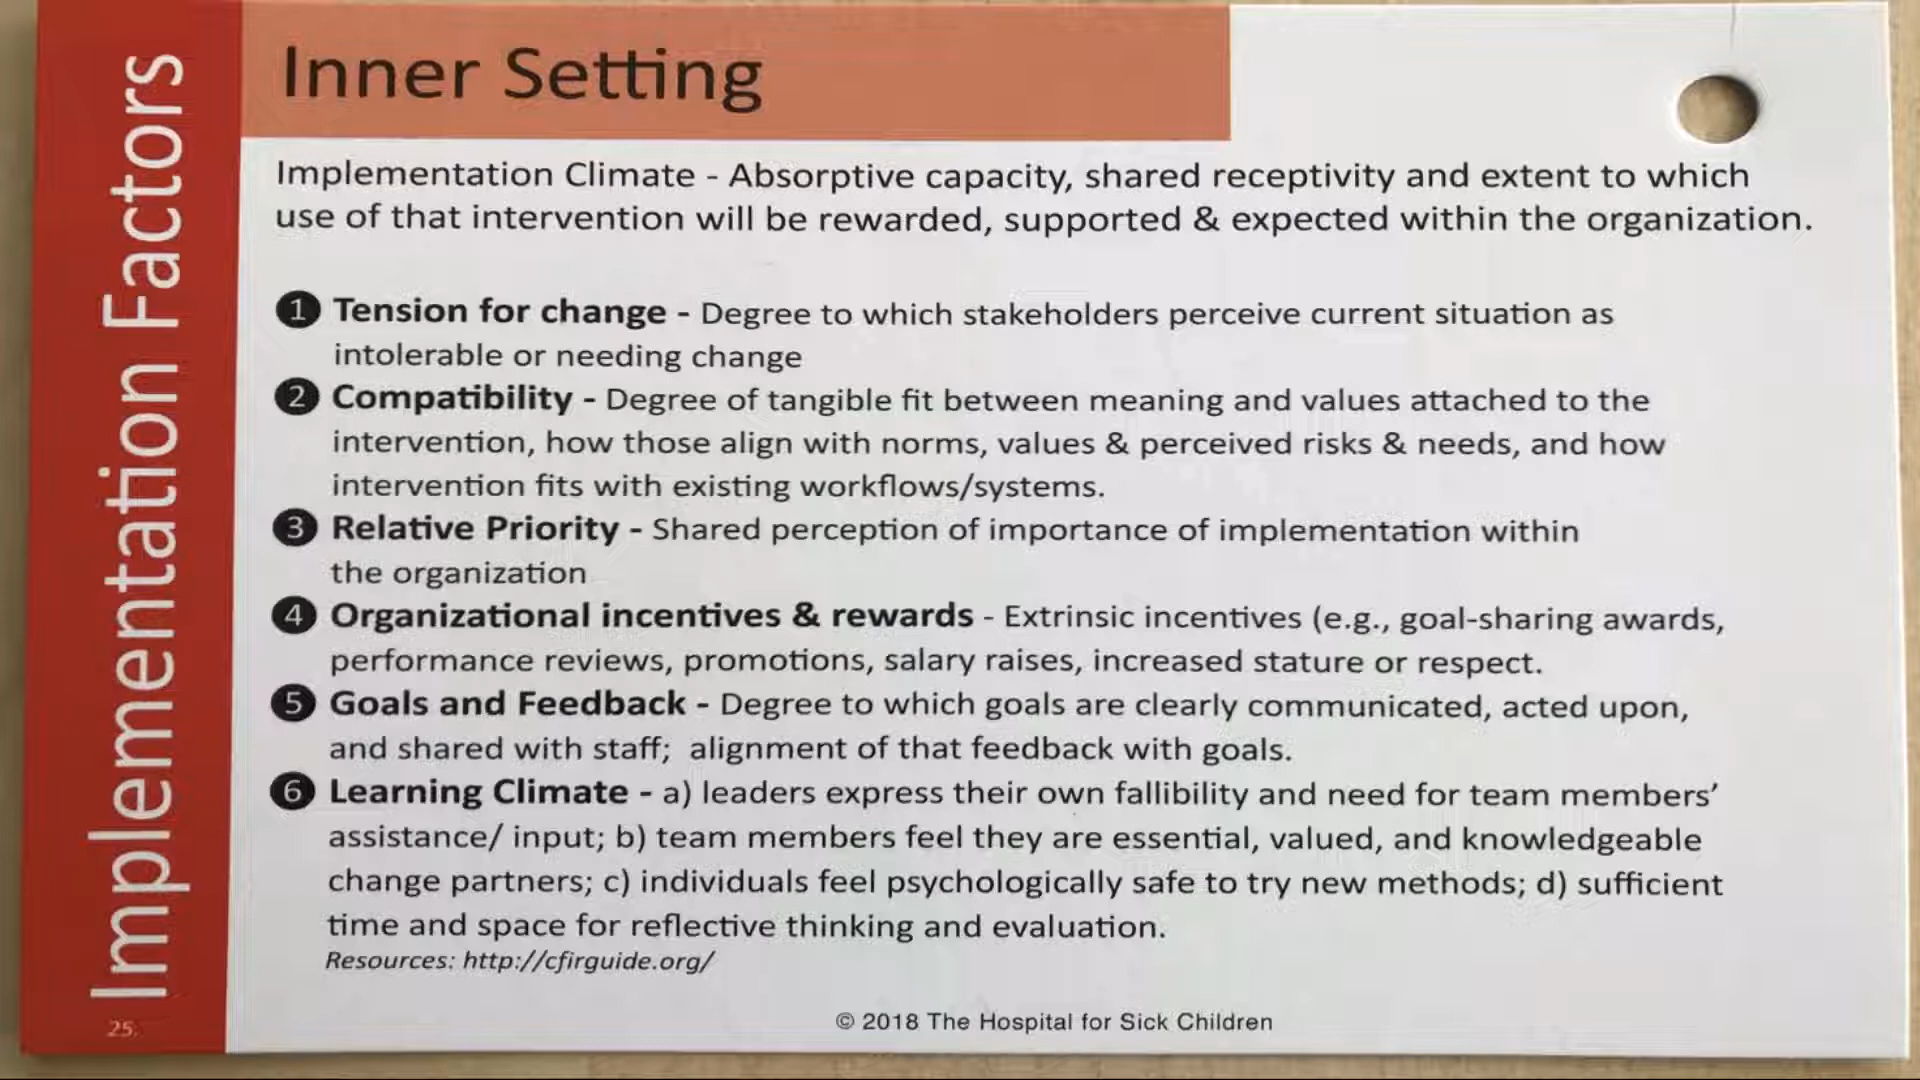 Implementation Factors
Inner Setting
Implementation Climate - Absorptive capacity, shared receptivity and extent to which
use of that intervention will be rewarded, supported & expected within the organization.
1 Tension for change - Degree to which stakeholders perceive current situation as
intolerable or needing change
2 Compatibility - Degree of tangible fit between meaning and values attached to the
intervention, how those align with norms, values & perceived risks & needs, and how
intervention fits with existing workflows/systems.
3 Relative Priority - Shared perception of importance of implementation within
the organization
4 Organizational incentives & rewards - Extrinsic incentives (e.g., goal-sharing awards,
performance reviews, promotions, salary raises, increased stature or respect.
5 Goals and Feedback - Degree to which goals are clearly communicated, acted upon,
and shared with staff;  alignment of that feedback with goals.
6 Learning Climate - a) leaders express their own fallibility and need for team members’
assistance/ input; b) team members feel they are essential, valued, and knowledgeable
change partners; c) individuals feel psychologically safe to try new methods; d) sufficient
time and space for reflective thinking and evaluation.
Resources: http://cfirguide.org/
25.
© 2018 The Hospital for Sick Children